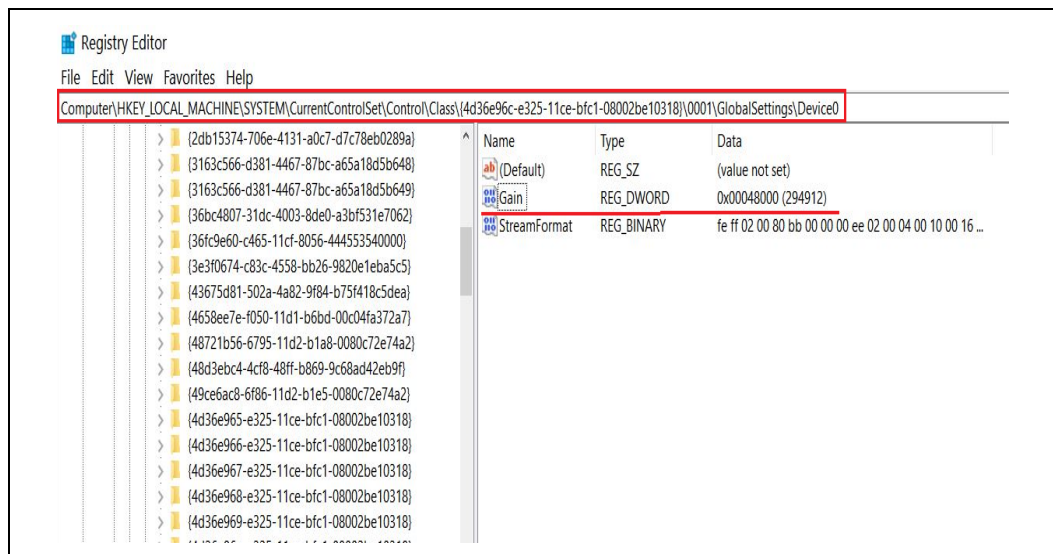 Registry Editor
File Edit View Favorites Help
Computer\HKEY_LOCAL_MACHINE\SYSTEM\CurrentControlSet\Control\Class\{4d36e96c-e325-11ce-bfc1-08002be10318}\0001\GlobalSettings\Device0
{2db15374-706e-4131-a0c7-d7c78eb0289a}
{3163c566-d381-4467-87bc-a65a18d5b648}
{3163c566-d381-4467-87bc-a65a18d5b649}
{36bc4807-31dc-4003-8de0-a3bf531e7062}
{36fc9e60-c465-11cf-8056-444553540000}
{3e3f0674-c83c-4558-bb26-9820e1eba5c5}
{43675d81-502a-4a82-9f84-b75f418c5dea}
{4658ee7e-f050-11d1-b6bd-00c04fa372a7}
{48721b56-6795-11d2-b1a8-0080c72e74a2}
{48d3ebc4-4cf8-48ff-b869-9c68ad42eb9f}
{49ce6ac8-6f86-11d2-b1e5-0080c72e74a2}
{4d36e965-e325-11ce-bfc1-08002be10318}
{4d36e966-e325-11ce-bfc1-08002be10318}
{4d36e967-e325-11ce-bfc1-08002be10318}
{4d36e968-e325-11ce-bfc1-08002be10318}
{4d36e969-e325-11ce-bfc1-08002be10318}
Name Type Data
(Default) REG_SZ (value not set)
Gain REG_DWORD 0x00048000 (294912)
StreamFormat REG_BINARY fe ff 02 00 80 bb 00 00 00 ee 02 00 04 00 10 00 16 ...